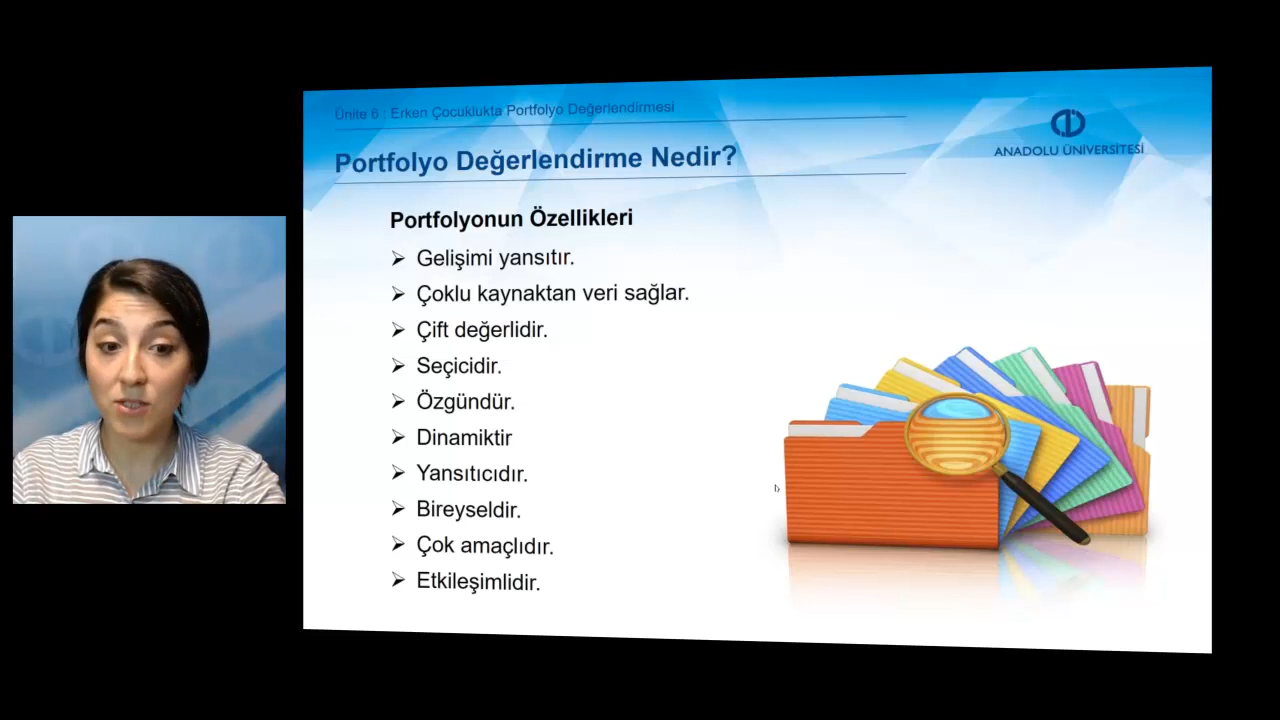 Ünite 6 : Erken Çocuklukta Portfolyo Değerlendirmesi
Portfolyo Değerlendirme Nedir?
ANADOLU ÜNİVERSİTESİ
Portfolyonun Özellikleri
Gelişimi yansıtır.
Çoklu kaynaktan veri sağlar.
Çift değerlidir.
Seçicidir.
Özgündür.
Dinamiktir
Yansıtıcıdır.
Bireyseldir.
Çok amaçlıdır.
Etkileşimlidir.